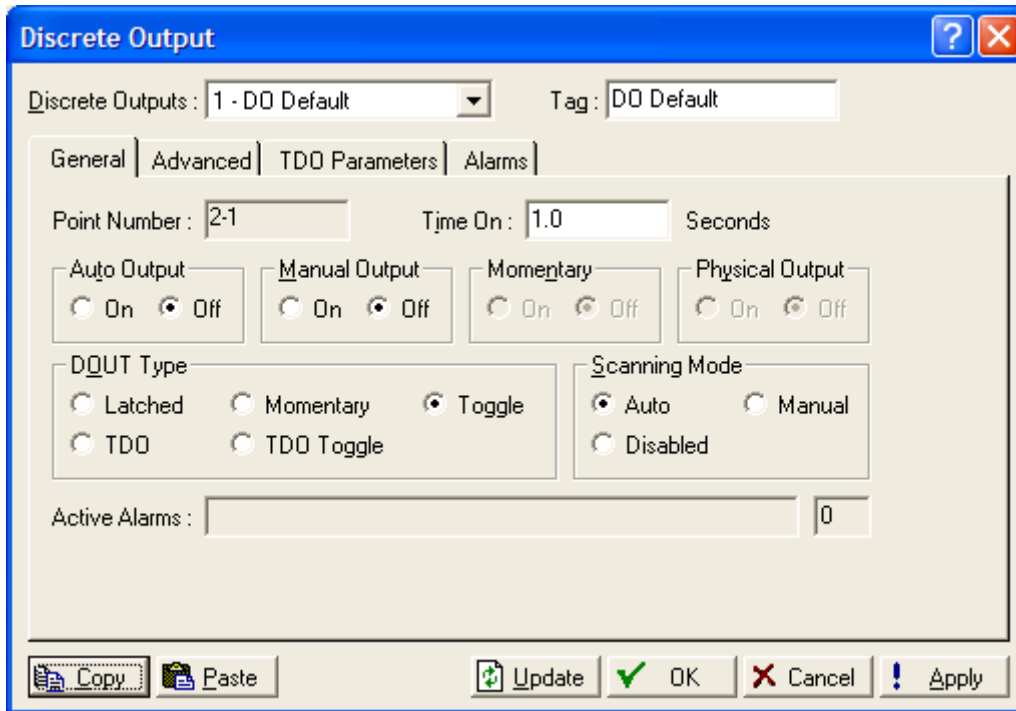 Discrete Output
Discrete Outputs : 1 - DO Default Tag : DO Default
General Advanced TDO Parameters Alarms
Point Number : 2-1 Time On : 1.0 Seconds
Auto Output Manual Output Momentary Physical Output
On Off On Off On Off On Off
DOUT Type Scanning Mode
Latched Momentary Toggle Auto Manual
TDO TDO Toggle Disabled
Active Alarms : 0
Copy Paste Update OK Cancel Apply